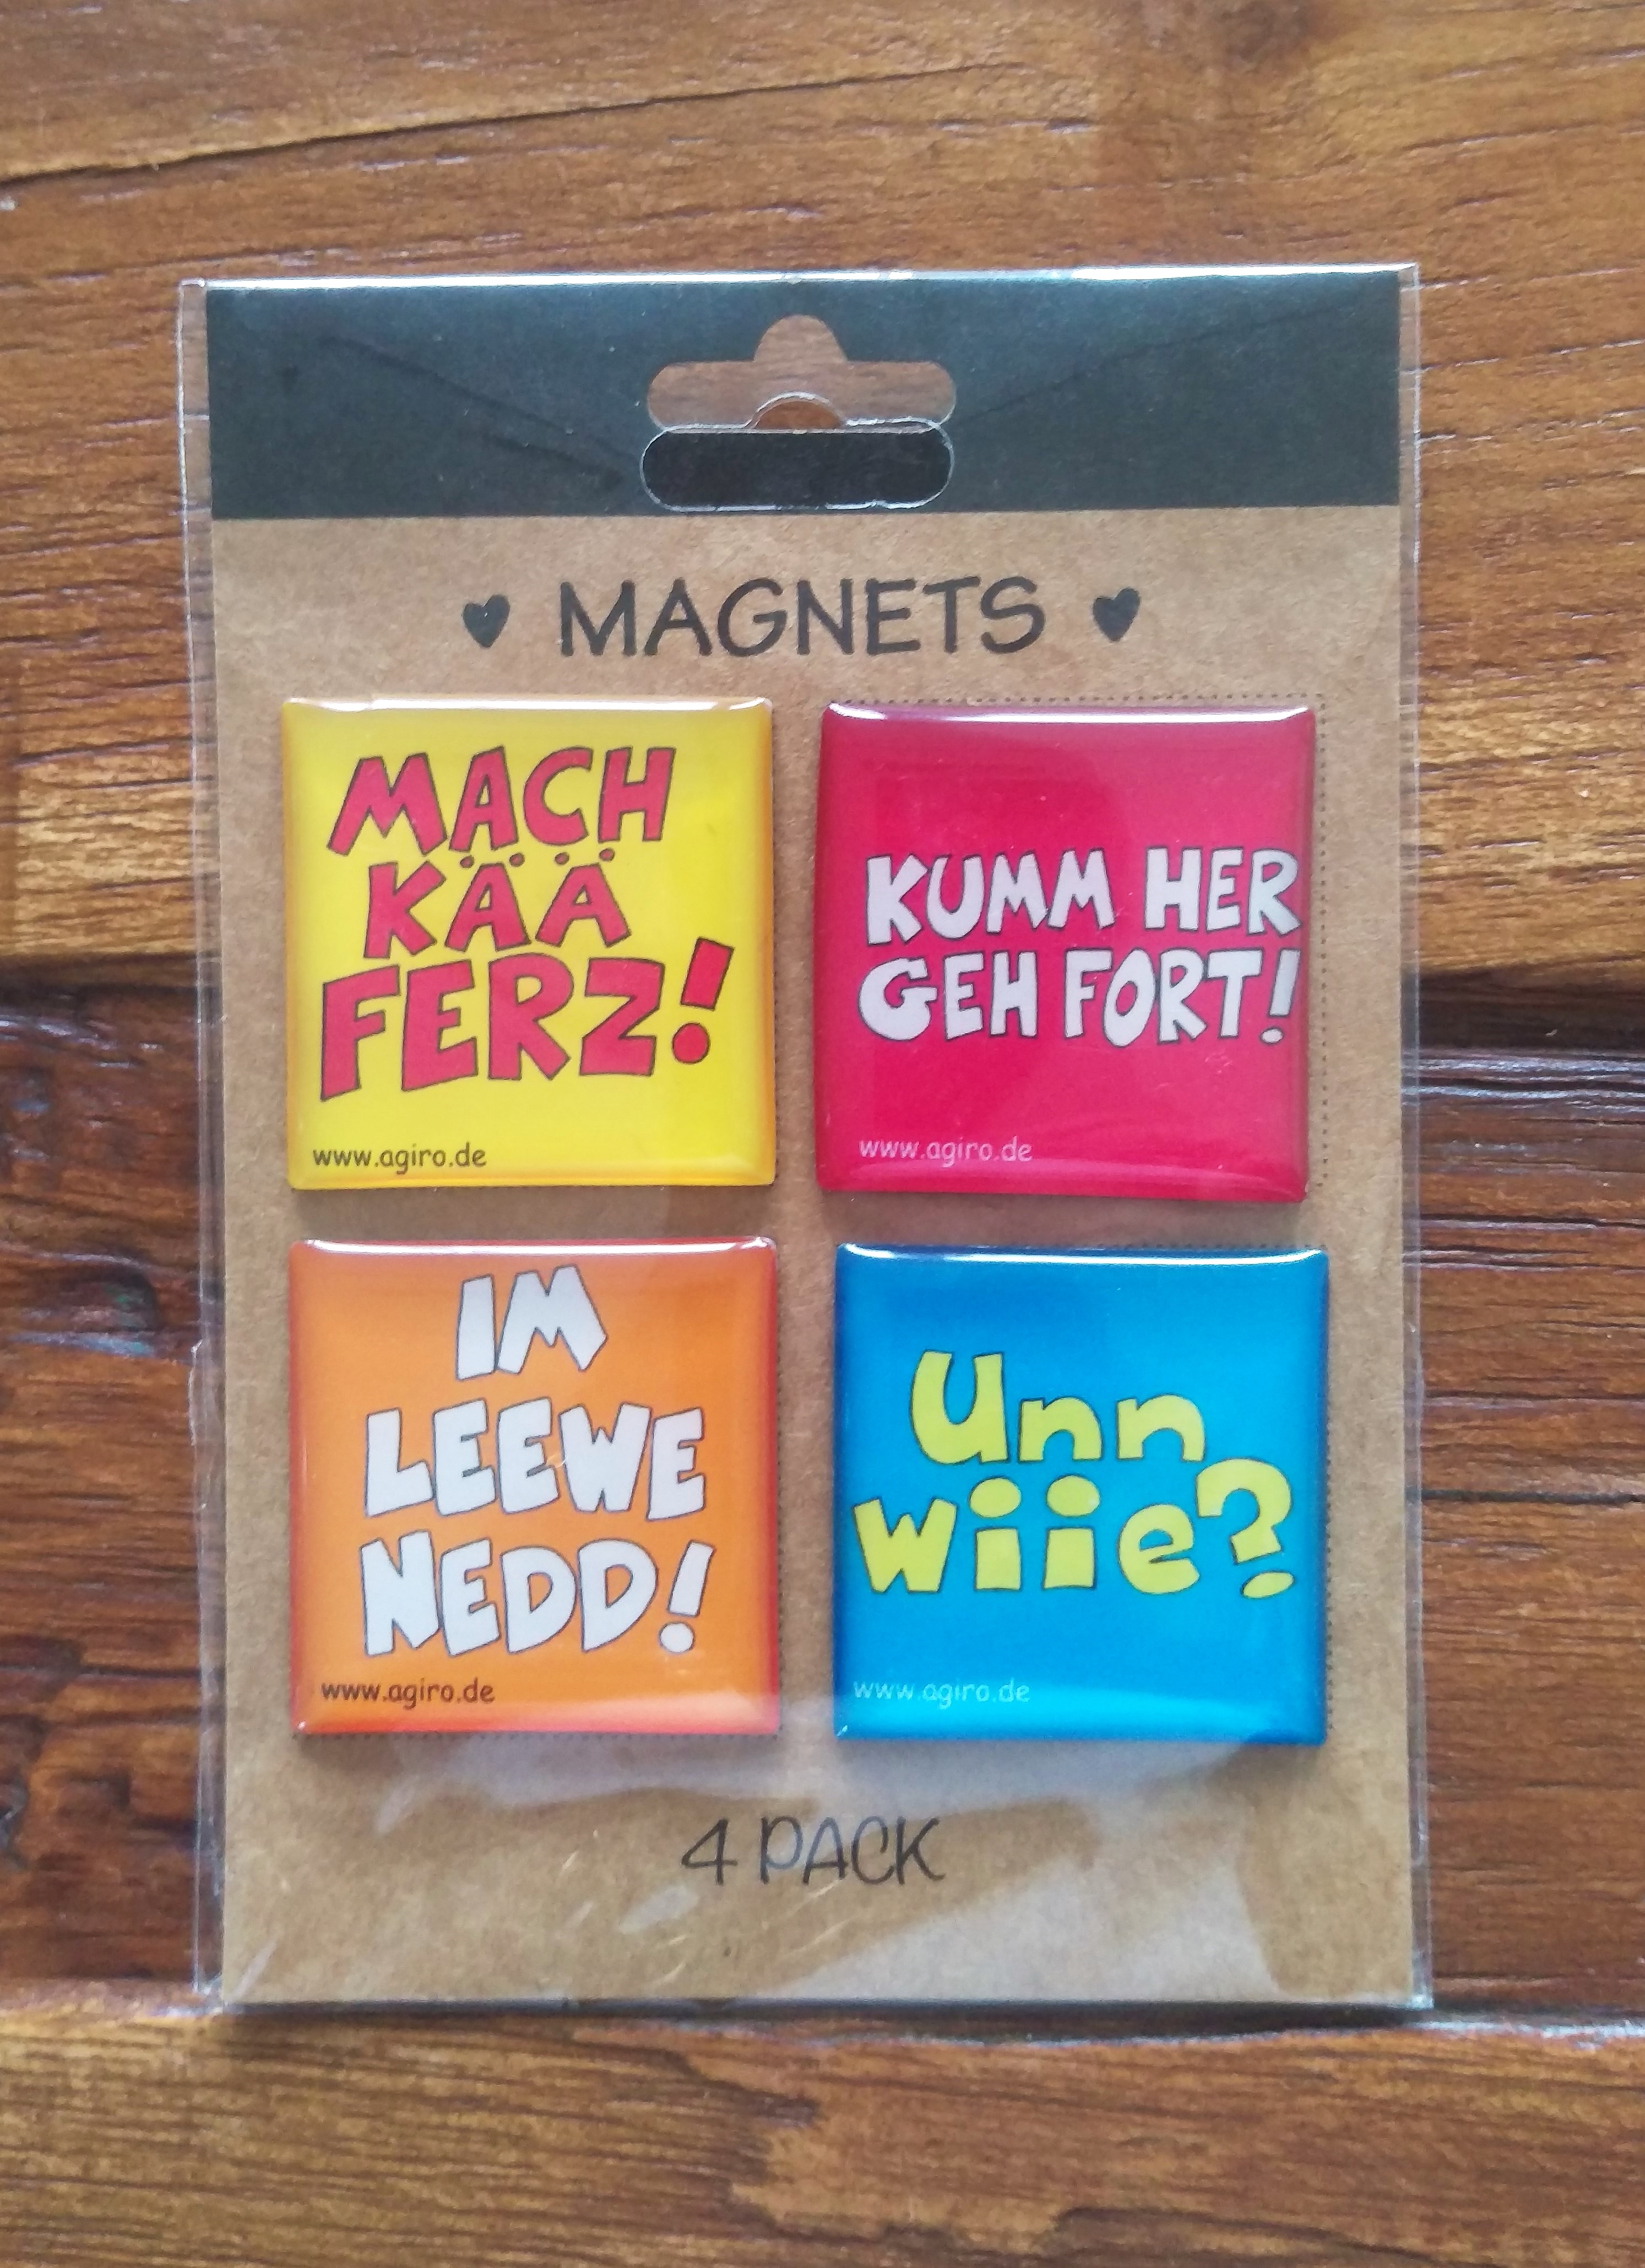 ♥ MAGNETS ♥
MACH
KÄÄ
FERZ!
www.agiro.de
KUMM HER
GEH FORT!
www.agiro.de
IM
LEEWE
NEDD!
www.agiro.de
Unn
wiie?
www.agiro.de
4 PACK